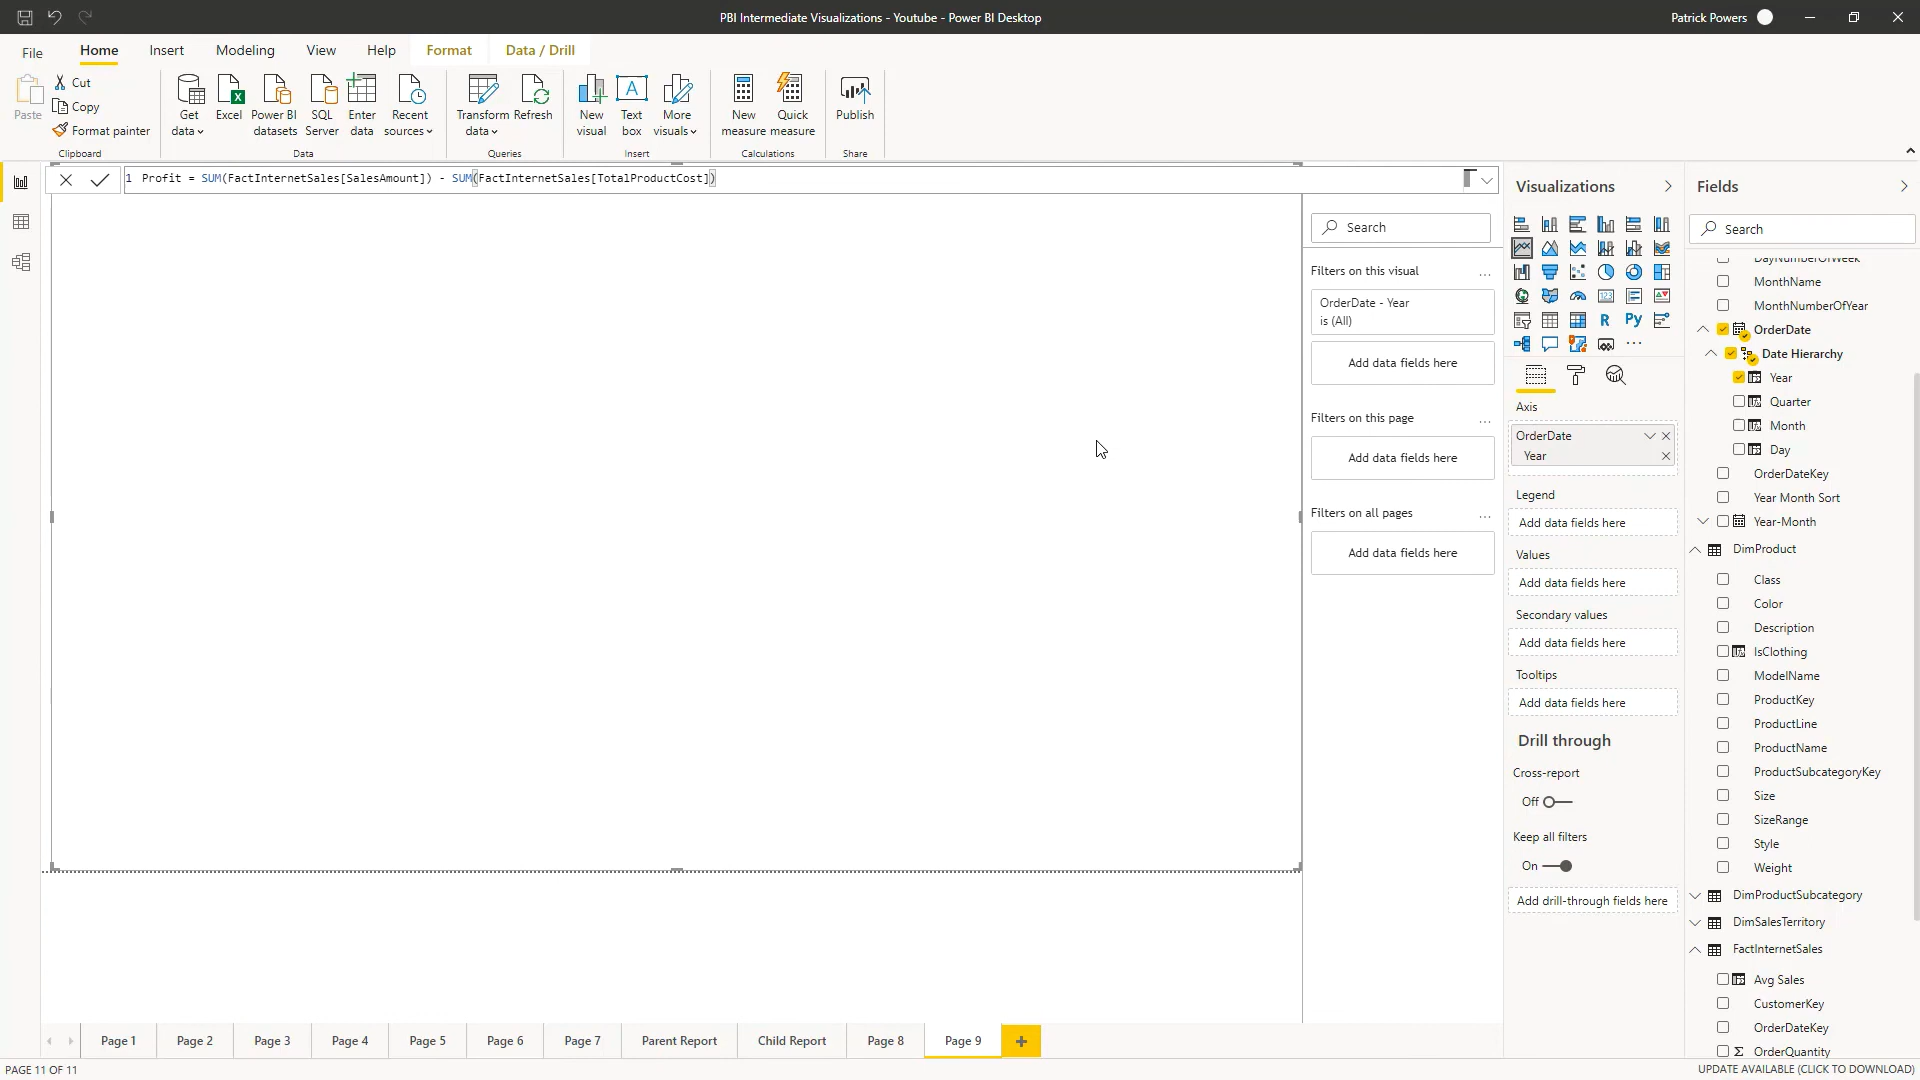 PBI Intermediate Visualizations - Youtube - Power BI Desktop
Patrick Powers
File
Home
Insert
Modeling
View
Help
Format
Data / Drill
Paste
Cut
Copy
Format painter
Clipboard
Get data
Excel
Power BI datasets
SQL Server
Enter data
Recent sources
Data
Transform data
Refresh
Queries
New visual
Text box
More visuals
Insert
New measure
Quick measure
Calculations
Publish
Share
1 Profit = SUM(FactInternetSales[SalesAmount]) - SUM(FactInternetSales[TotalProductCost])
Search
Filters on this visual
...
OrderDate - Year
is (All)
Add data fields here
Filters on this page
...
Add data fields here
Filters on all pages
...
Add data fields here
Visualizations
R
Py
123
...
Axis
OrderDate
Year
Legend
Add data fields here
Values
Add data fields here
Secondary values
Add data fields here
Tooltips
Add data fields here
Drill through
Cross-report
Off
Keep all filters
On
Add drill-through fields here
Fields
Search
DayNumberOfWeek
MonthName
MonthNumberOfYear
OrderDate
Date Hierarchy
Year
Quarter
Month
Day
OrderDateKey
Year Month Sort
Year-Month
DimProduct
Class
Color
Description
IsClothing
ModelName
ProductKey
ProductLine
ProductName
ProductSubcategoryKey
Size
SizeRange
Style
Weight
DimProductSubcategory
DimSalesTerritory
FactInternetSales
Avg Sales
CustomerKey
OrderDateKey
Σ OrderQuantity
Page 1
Page 2
Page 3
Page 4
Page 5
Page 6
Page 7
Parent Report
Child Report
Page 8
Page 9
+
PAGE 11 OF 11
UPDATE AVAILABLE (CLICK TO DOWNLOAD)